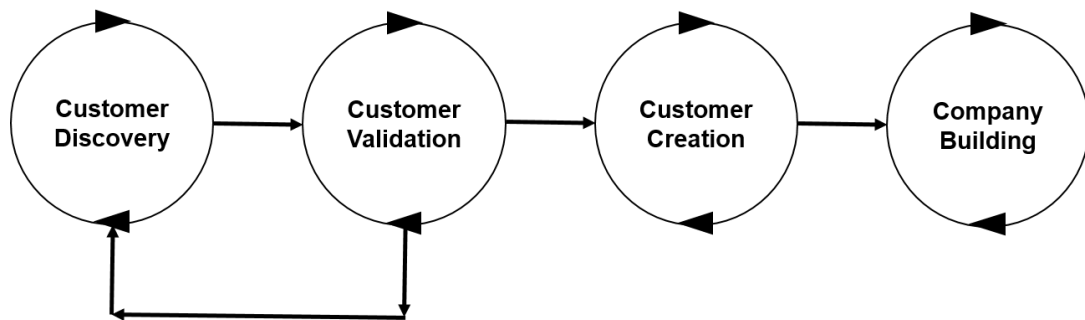 Customer
Discovery
Customer
Validation
Customer
Creation
Company
Building